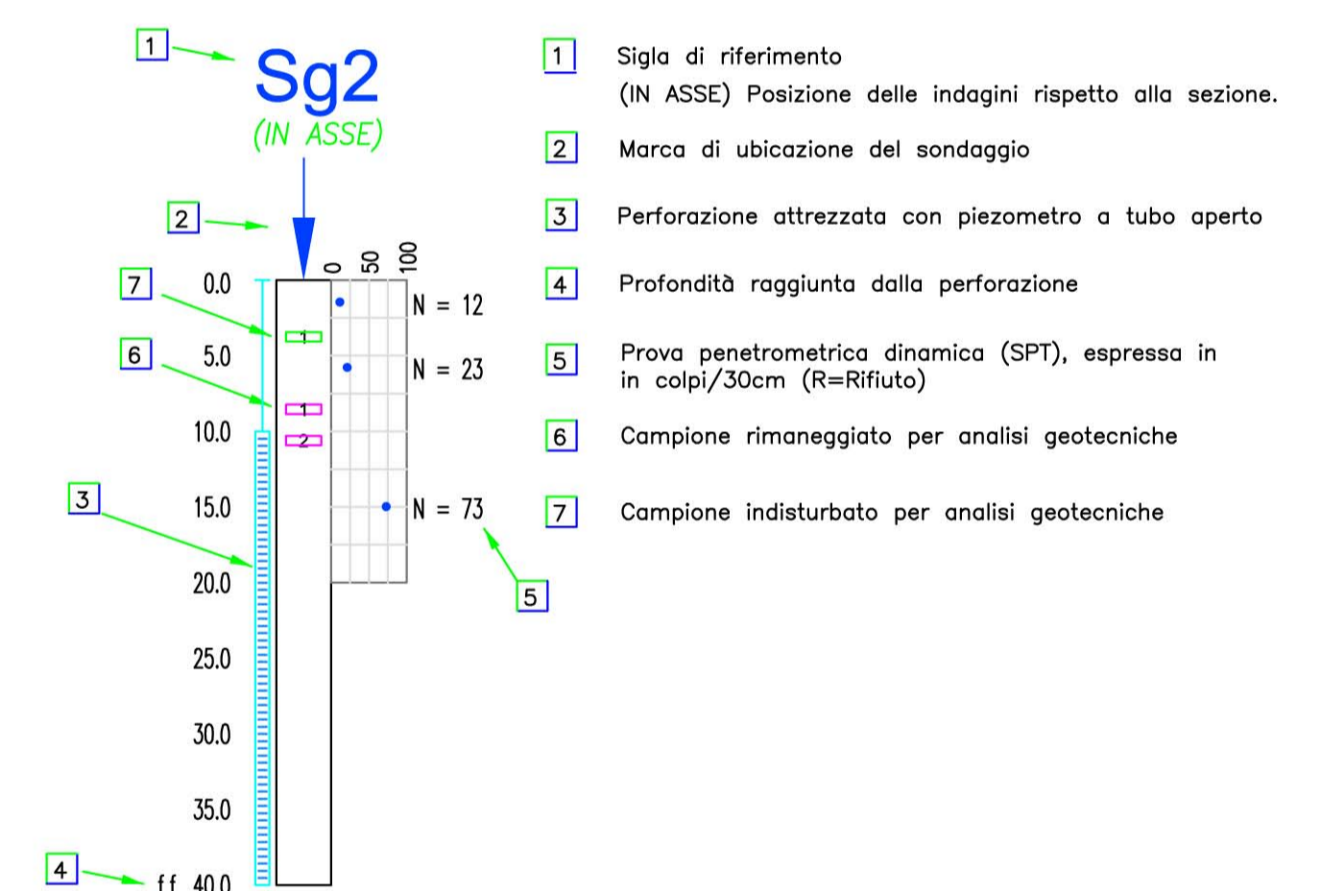 1
Sg2
(IN ASSE)
2
0 50 100
7
0.0
N = 12
1
6
5.0
N = 23
1
10.0
2
3
15.0
N = 73
20.0
5
25.0
30.0
35.0
4
ff 40.0
1 Sigla di riferimento
(IN ASSE) Posizione delle indagini rispetto alla sezione.
2 Marca di ubicazione del sondaggio
3 Perforazione attrezzata con piezometro a tubo aperto
4 Profondità raggiunta dalla perforazione
5 Prova penetrometrica dinamica (SPT), espressa in
in colpi/30cm (R=Rifiuto)
6 Campione rimaneggiato per analisi geotecniche
7 Campione indisturbato per analisi geotecniche